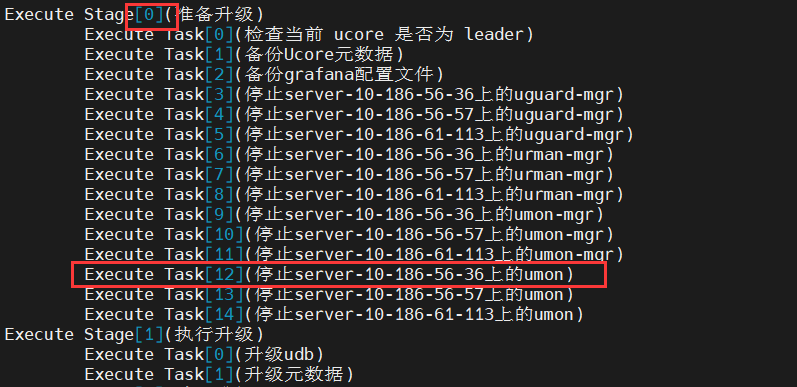 Execute Stage[0](准备升级)
Execute Task[0](检查当前 ucore 是否为 leader)
Execute Task[1](备份Ucore元数据)
Execute Task[2](备份grafana配置文件)
Execute Task[3](停止server-10-186-56-36上的uguard-mgr)
Execute Task[4](停止server-10-186-56-57上的uguard-mgr)
Execute Task[5](停止server-10-186-61-113上的uguard-mgr)
Execute Task[6](停止server-10-186-56-36上的urman-mgr)
Execute Task[7](停止server-10-186-56-57上的urman-mgr)
Execute Task[8](停止server-10-186-61-113上的urman-mgr)
Execute Task[9](停止server-10-186-56-36上的umon-mgr)
Execute Task[10](停止server-10-186-56-57上的umon-mgr)
Execute Task[11](停止server-10-186-61-113上的umon-mgr)
Execute Task[12](停止server-10-186-56-36上的umon)
Execute Task[13](停止server-10-186-56-57上的umon)
Execute Task[14](停止server-10-186-61-113上的umon)
Execute Stage[1](执行升级)
Execute Task[0](升级udb)
Execute Task[1](升级元数据)